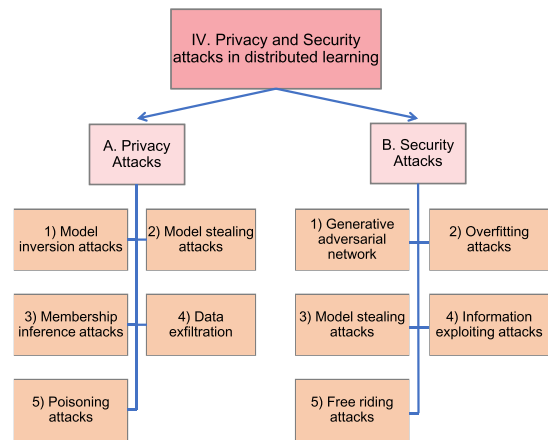 IV. Privacy and Security
attacks in distributed learning
A. Privacy
Attacks
B. Security
Attacks
1) Model
inversion attacks
2) Model stealing
attacks
3) Membership
inference attacks
4) Data
exfiltration
5) Poisoning
attacks
1) Generative
adversarial
network
2) Overfitting
attacks
3) Model stealing
attacks
4) Information
exploiting attacks
5) Free riding
attacks